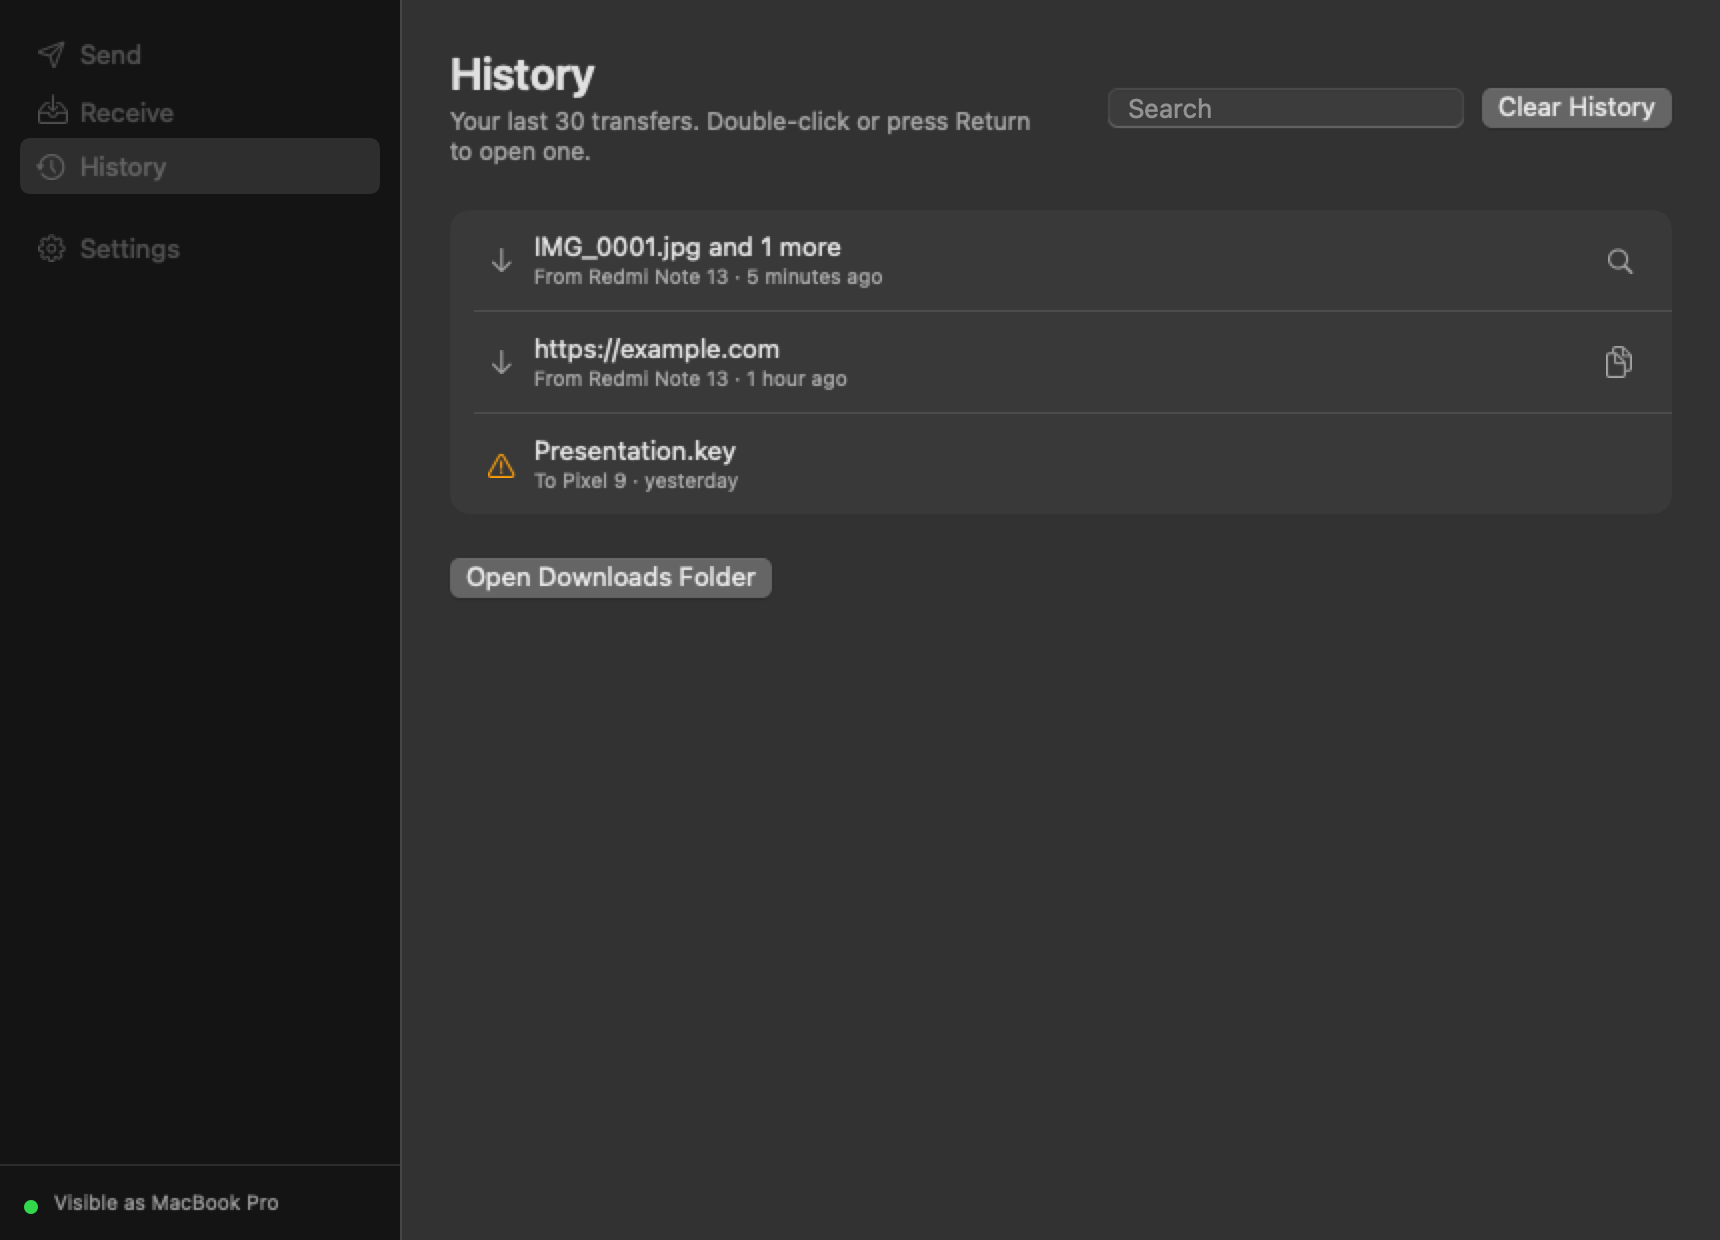 Send
Receive
History
Settings
Visible as MacBook Pro
History
Your last 30 transfers. Double-click or press Return
to open one.
Search
Clear History
IMG_0001.jpg and 1 more
From Redmi Note 13 · 5 minutes ago
https://example.com
From Redmi Note 13 · 1 hour ago
Presentation.key
To Pixel 9 · yesterday
Open Downloads Folder